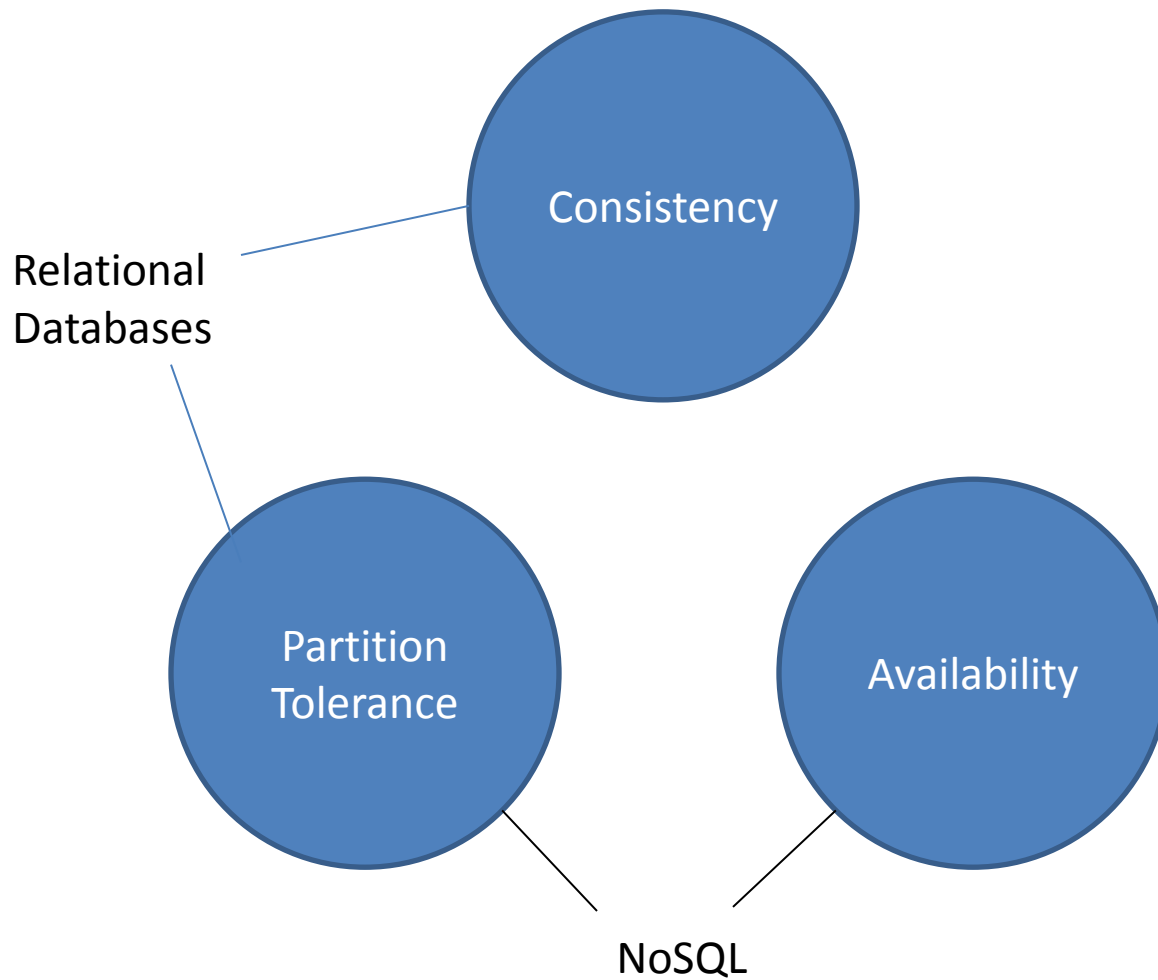 Consistency
Relational
Databases
Partition
Tolerance
Availability
NoSQL